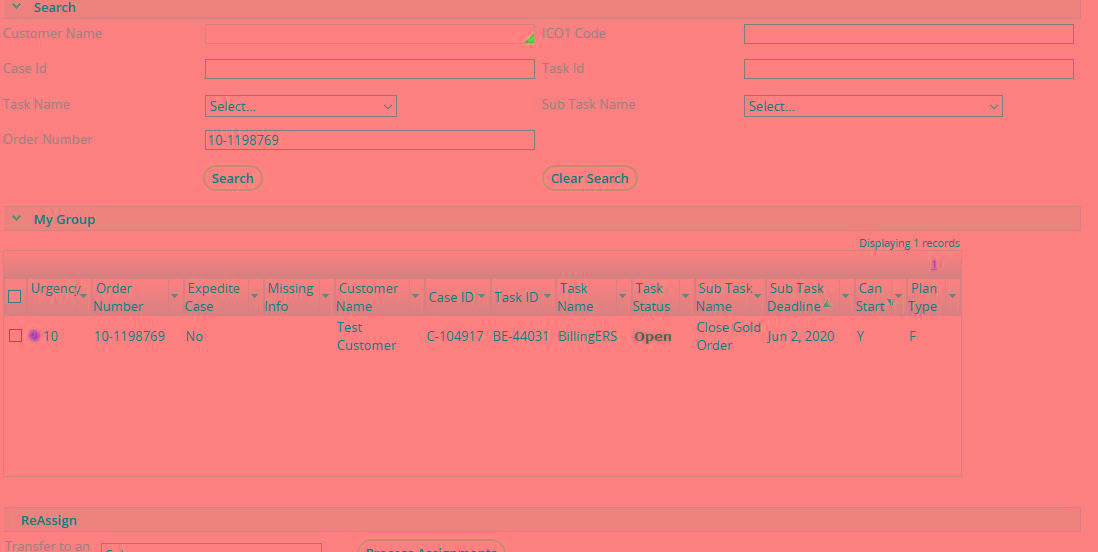 Search
Customer Name ICO1 Code
Case Id Task Id
Task Name Select... Sub Task Name Select...
Order Number 10-1198769
Search Clear Search
My Group
Displaying 1 records
1
Urgency Order Number Expedite Case Missing Info Customer Name Case ID Task ID Task Name Task Status Sub Task Name Sub Task Deadline Can Start Plan Type
10 10-1198769 No Test Customer C-104917 BE-44031 BillingERS Open Close Gold Order Jun 2, 2020 Y F
ReAssign
Transfer to an Process Assignments